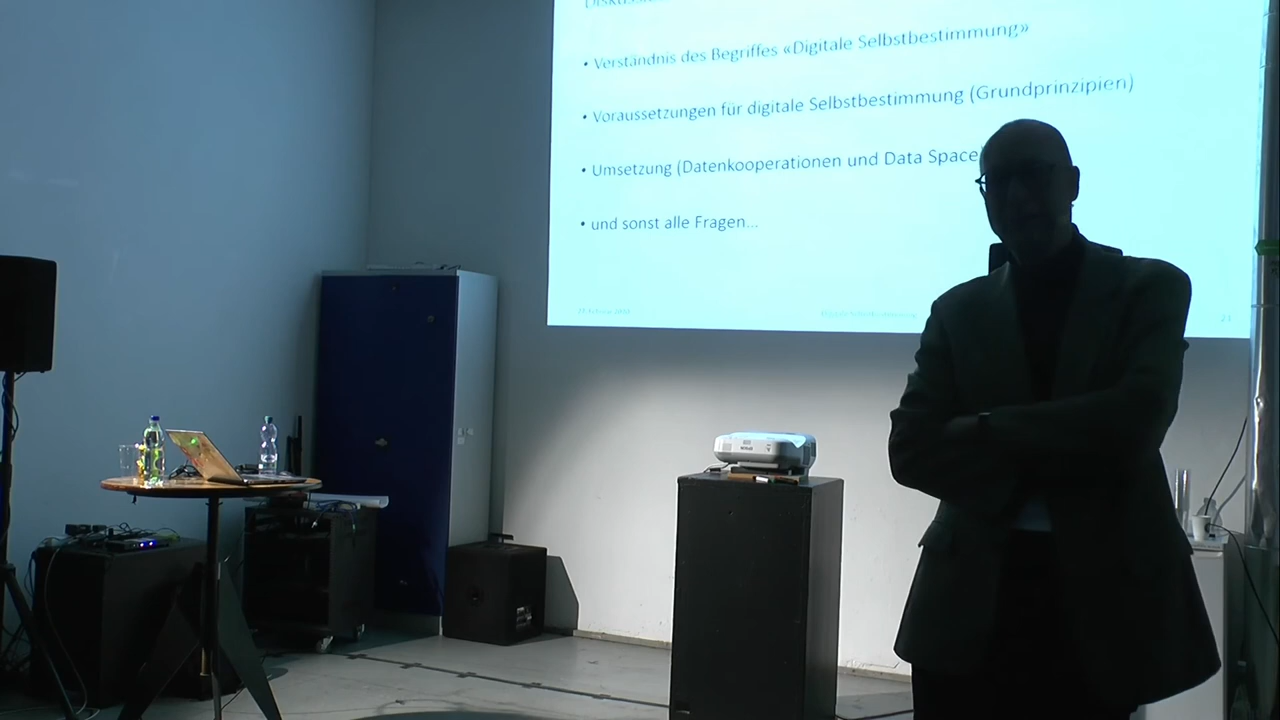 • Verständnis des Begriffes «Digitale Selbstbestimmung»
• Voraussetzungen für digitale Selbstbestimmung (Grundprinzipien)
• Umsetzung (Datenkooperationen und Data Space
• und sonst alle Fragen...